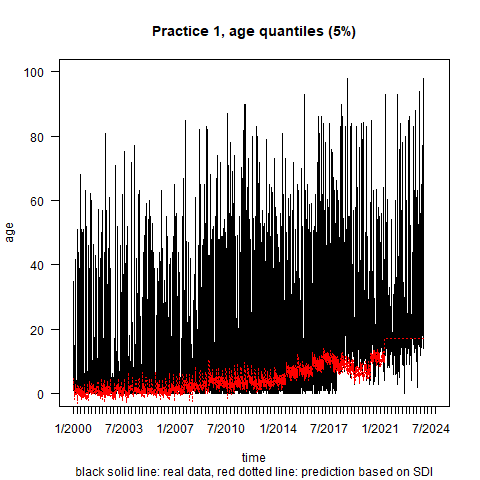 Practice 1, age quantiles (5%)
100
80
60
40
20
0
age
1/2000 7/2003 1/2007 7/2010 1/2014 7/2017 1/2021 7/2024
time
black solid line: real data, red dotted line: prediction based on SDI